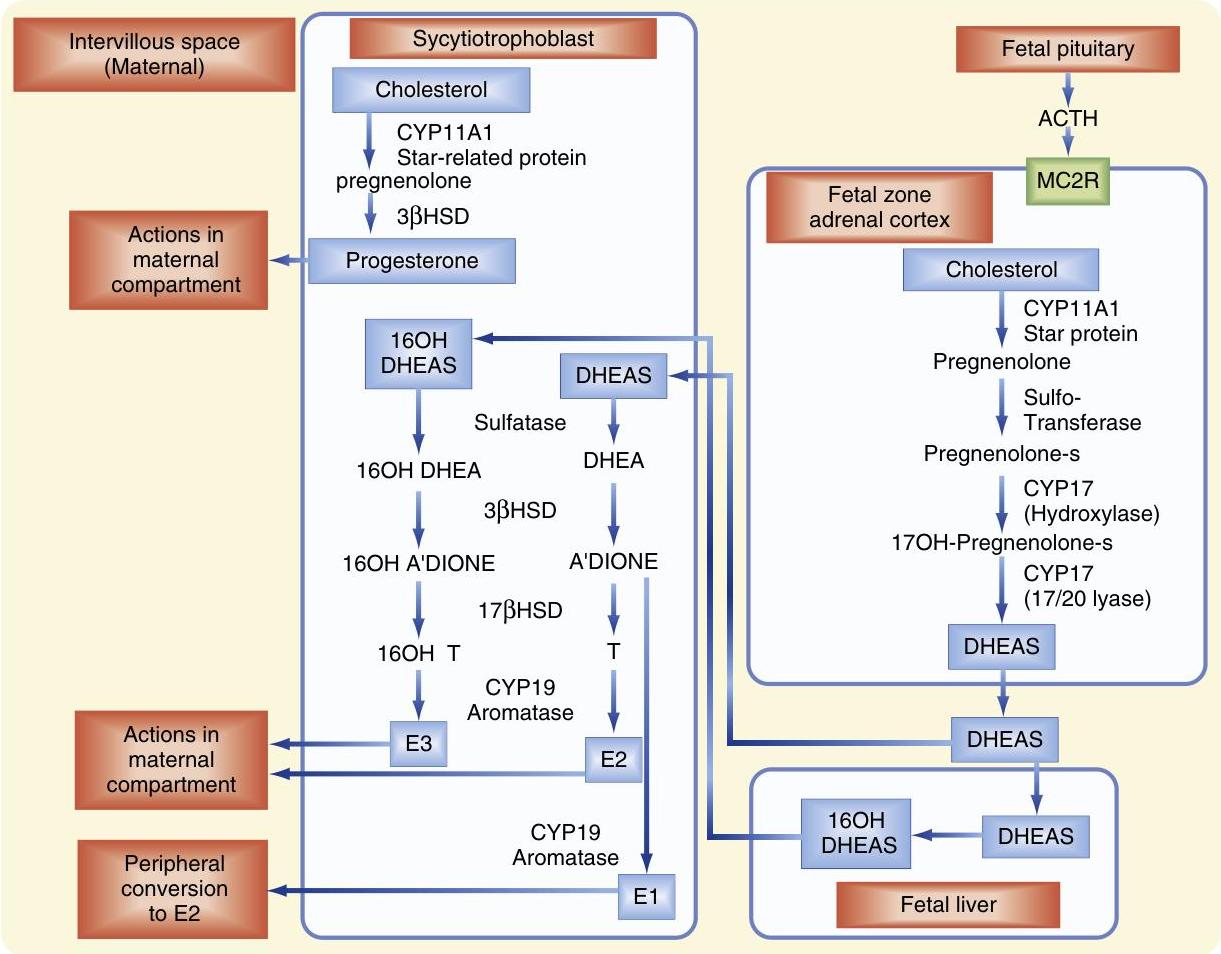 Intervillous space
(Maternal)
Sycytiotrophoblast
Cholesterol
CYP11A1
Star-related protein
pregnenolone
3βHSD
Progesterone
Actions in
maternal
compartment
16OH
DHEAS
DHEAS
Sulfatase
16OH DHEA
DHEA
3βHSD
16OH A'DIONE
A'DIONE
17βHSD
16OH T
T
CYP19
Aromatase
E3
E2
Actions in
maternal
compartment
CYP19
Aromatase
E1
Peripheral
conversion
to E2
Fetal pituitary
ACTH
MC2R
Fetal zone
adrenal cortex
Cholesterol
CYP11A1
Star protein
Pregnenolone
Sulfo-
Transferase
Pregnenolone-s
CYP17
(Hydroxylase)
17OH-Pregnenolone-s
CYP17
(17/20 lyase)
DHEAS
DHEAS
16OH
DHEAS
DHEAS
Fetal liver